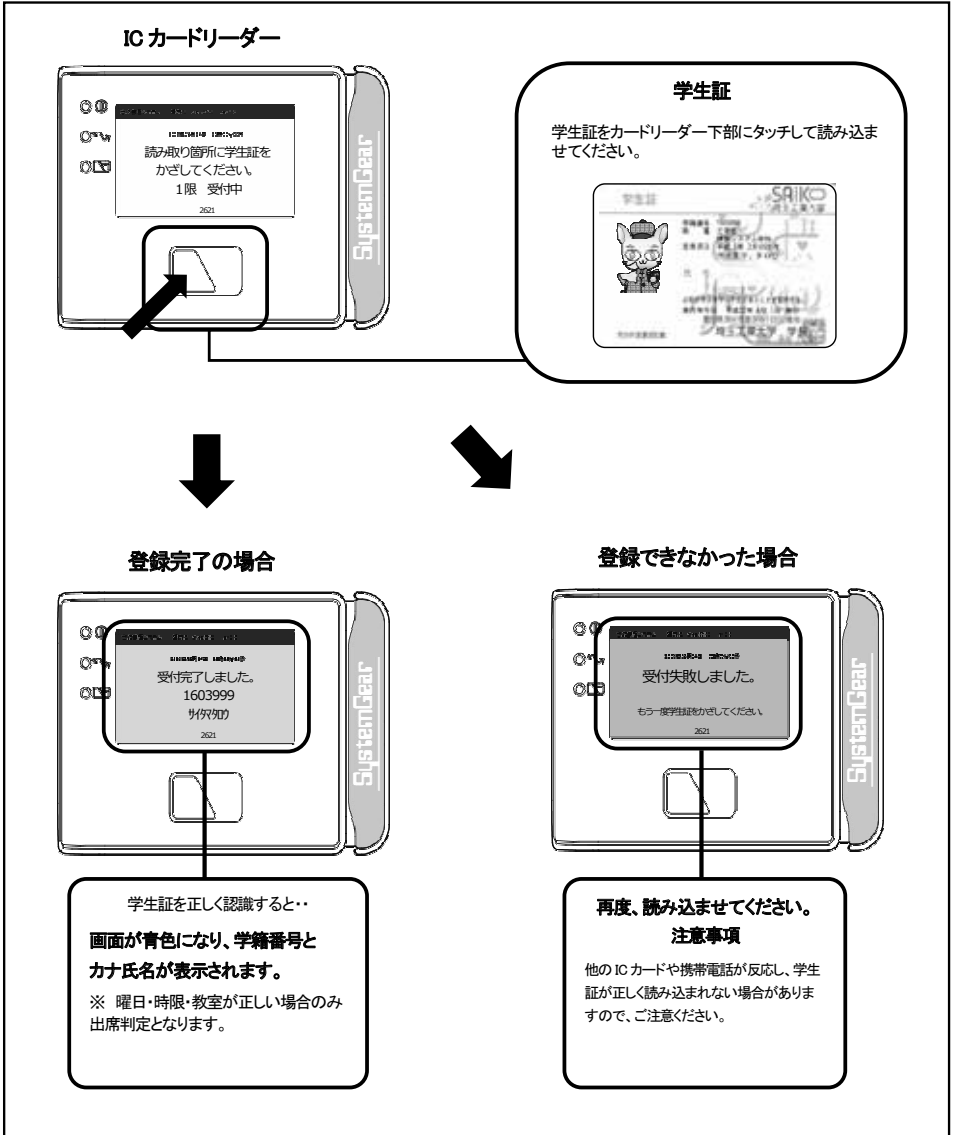 IC カードリーダー
読み取り箇所に学生証を
かざしてください。
1限 受付中
2621
SystemGear
学生証
学生証をカードリーダー下部にタッチして読み込ま
せてください。
学生証
SAIKO
埼玉工業大学
埼玉工業大学 学長
登録完了の場合
受付完了しました。
1603999
ｻｲﾀﾏﾀﾛｳ
2621
SystemGear
学生証を正しく認識すると・・
画面が青色になり、学籍番号と
カナ氏名が表示されます。
※ 曜日・時限・教室が正しい場合のみ
出席判定となります。
登録できなかった場合
受付失敗しました。
もう一度学生証をかざしてください。
2621
SystemGear
再度、読み込ませてください。
注意事項
他の IC カードや携帯電話が反応し、学生
証が正しく読み込まれない場合がありま
すので、ご注意ください。